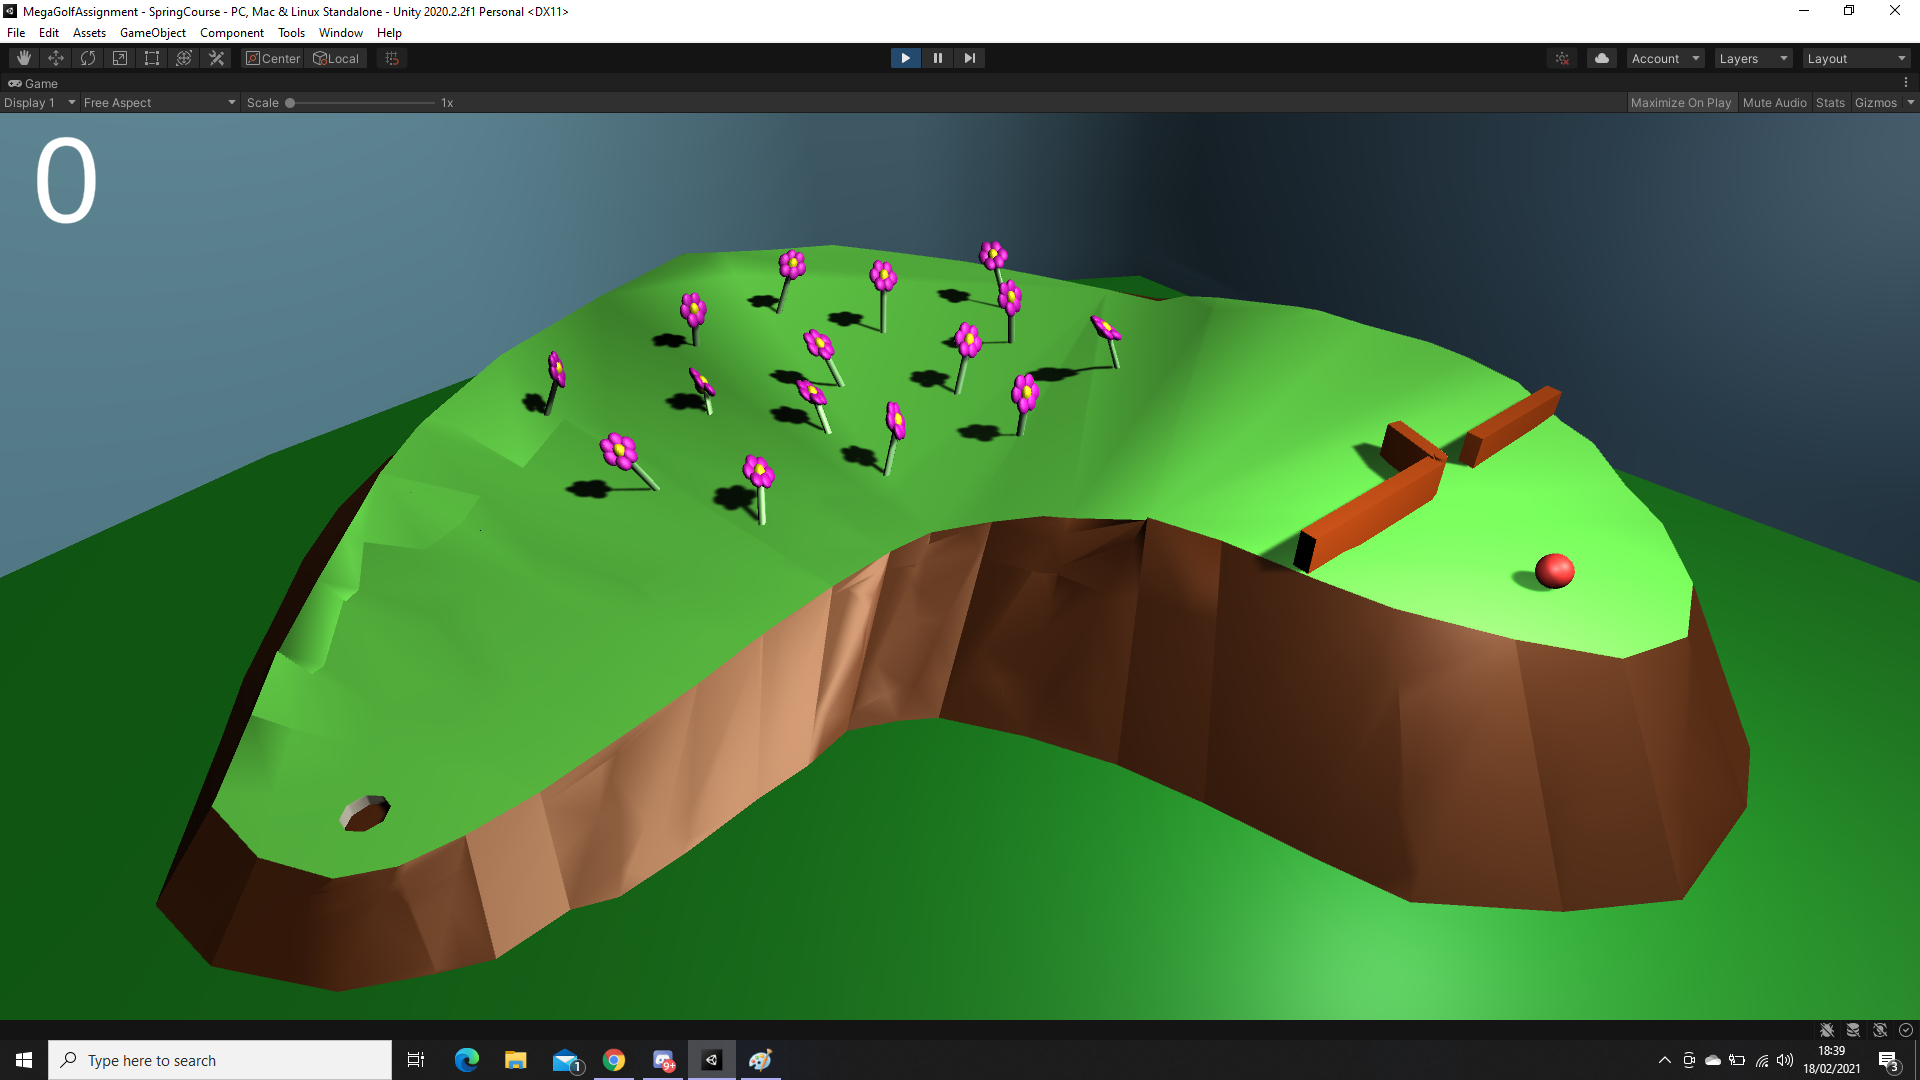 MegaGolfAssignment - SpringCourse - PC, Mac & Linux Standalone - Unity 2020.2.2f1 Personal <DX11>
File Edit Assets GameObject Component Tools Window Help
Center Local Account Layers Layout
Game
Display 1 Free Aspect Scale 1x Maximize On Play Mute Audio Stats Gizmos
0
Type here to search
1
9+
18:39
18/02/2021
3